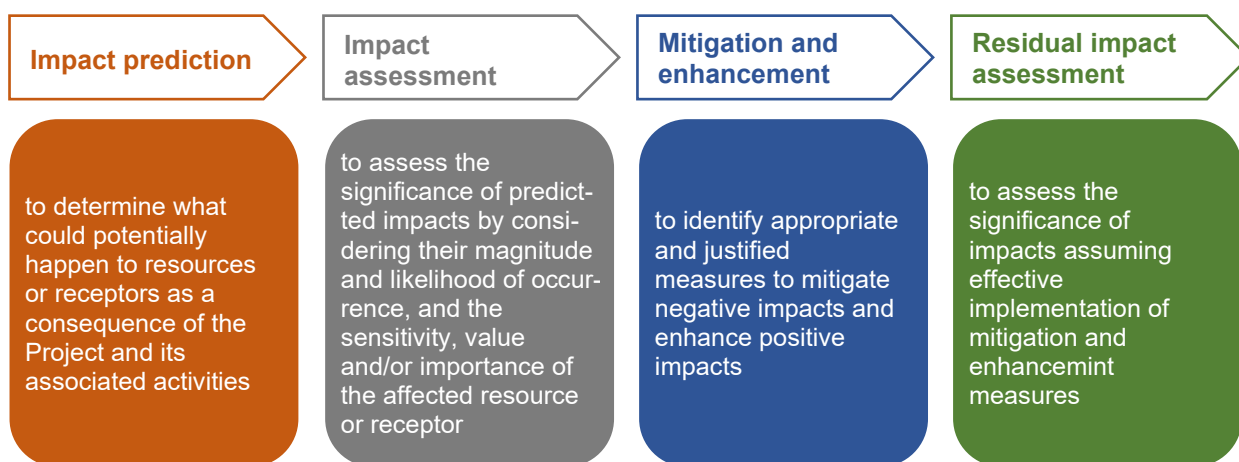 Impact prediction
Impact
assessment
Mitigation and
enhancement
Residual impact
assessment
to determine what
could potentially
happen to resources
or receptors as a
consequence of the
Project and its
associated activities
to assess the
significance of predict-
ted impacts by consi-
dering their magnitude
and likelihood of occur-
rence, and the
sensitivity, value
and/or importance of
the affected resource
or receptor
to identify appropriate
and justified
measures to mitigate
negative impacts and
enhance positive
impacts
to assess the
significance of
impacts assuming
effective
implementation of
mitigation and
enhancemint
measures